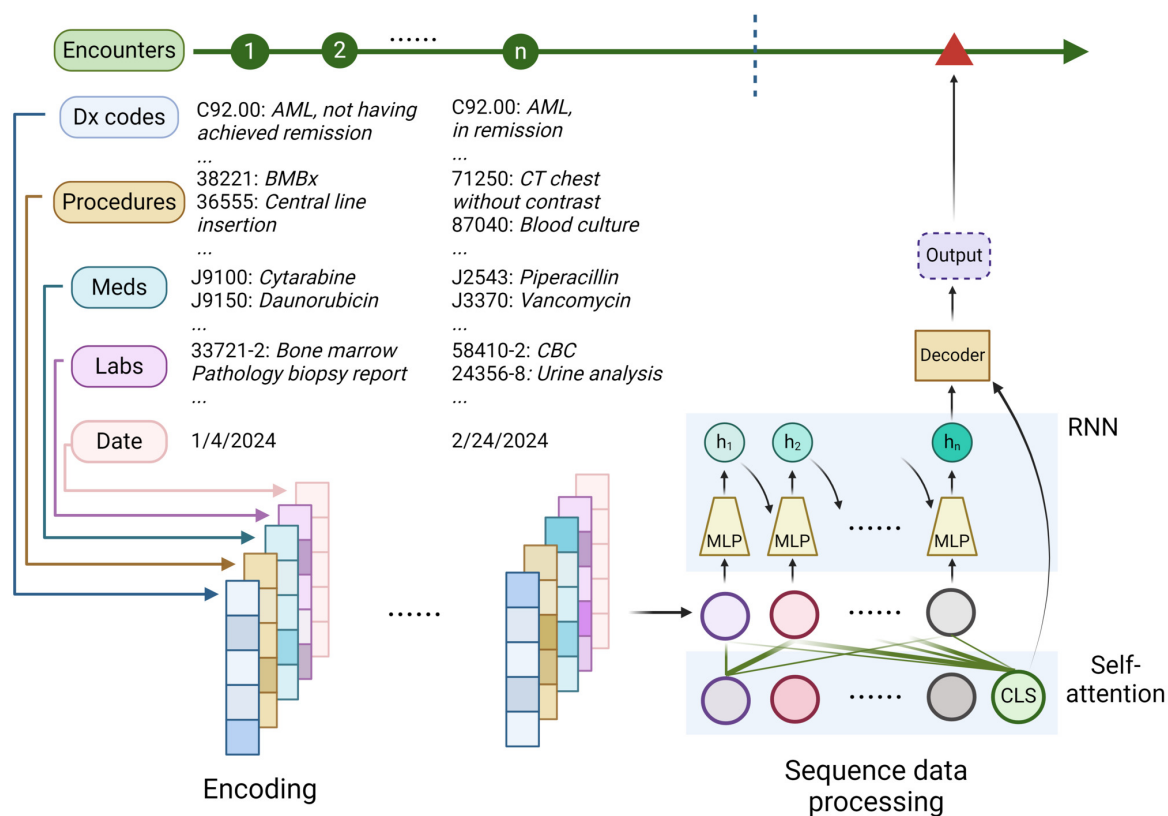 Encounters
1
2
......
n
Dx codes
C92.00: AML, not having
achieved remission
...
C92.00: AML,
in remission
...
Procedures
38221: BMBx
36555: Central line
insertion
...
71250: CT chest
without contrast
87040: Blood culture
...
Meds
J9100: Cytarabine
J9150: Daunorubicin
...
J2543: Piperacillin
J3370: Vancomycin
...
Labs
33721-2: Bone marrow
Pathology biopsy report
...
58410-2: CBC
24356-8: Urine analysis
...
Date
1/4/2024
2/24/2024
......
Encoding
Output
Decoder
RNN
h1
h2
hn
MLP
MLP
......
MLP
......
Self-
attention
......
CLS
Sequence data
processing